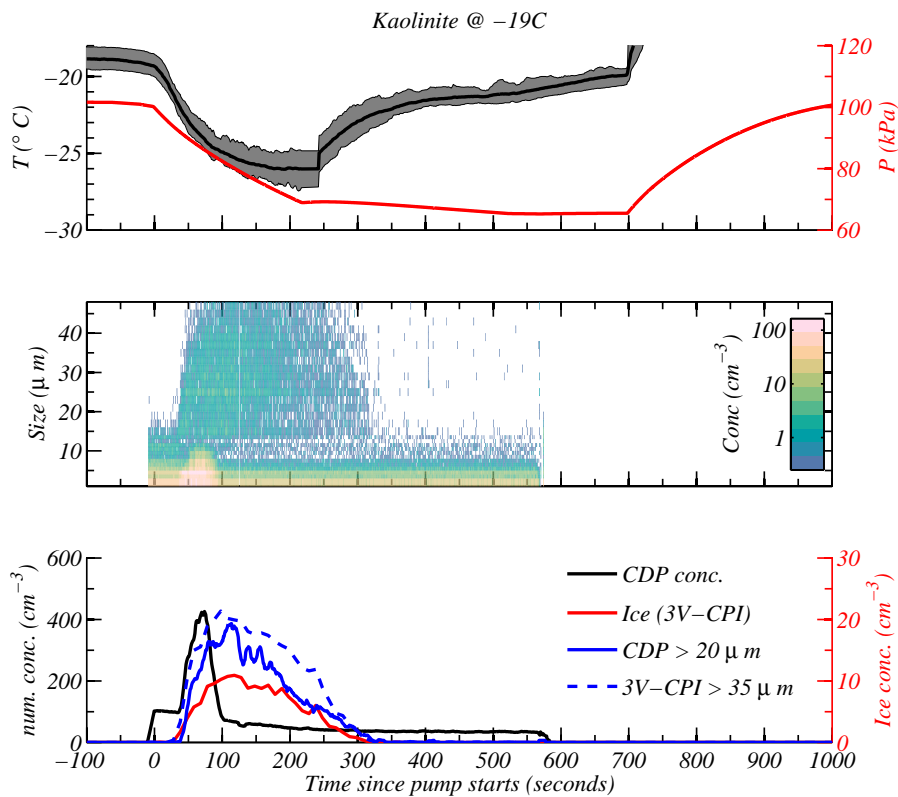 Kaolinite @ −19C
−20
−25
−30
T (° C)
120
100
80
60
P (kPa)
40
30
20
10
Size (μ m)
100
10
1
Conc (cm−3)
600
400
200
0
num. conc. (cm−3)
30
20
10
0
Ice conc. (cm−3)
CDP conc.
Ice (3V−CPI)
CDP > 20 μ m
3V−CPI > 35 μ m
−100 0 100 200 300 400 500 600 700 800 900 1000
Time since pump starts (seconds)